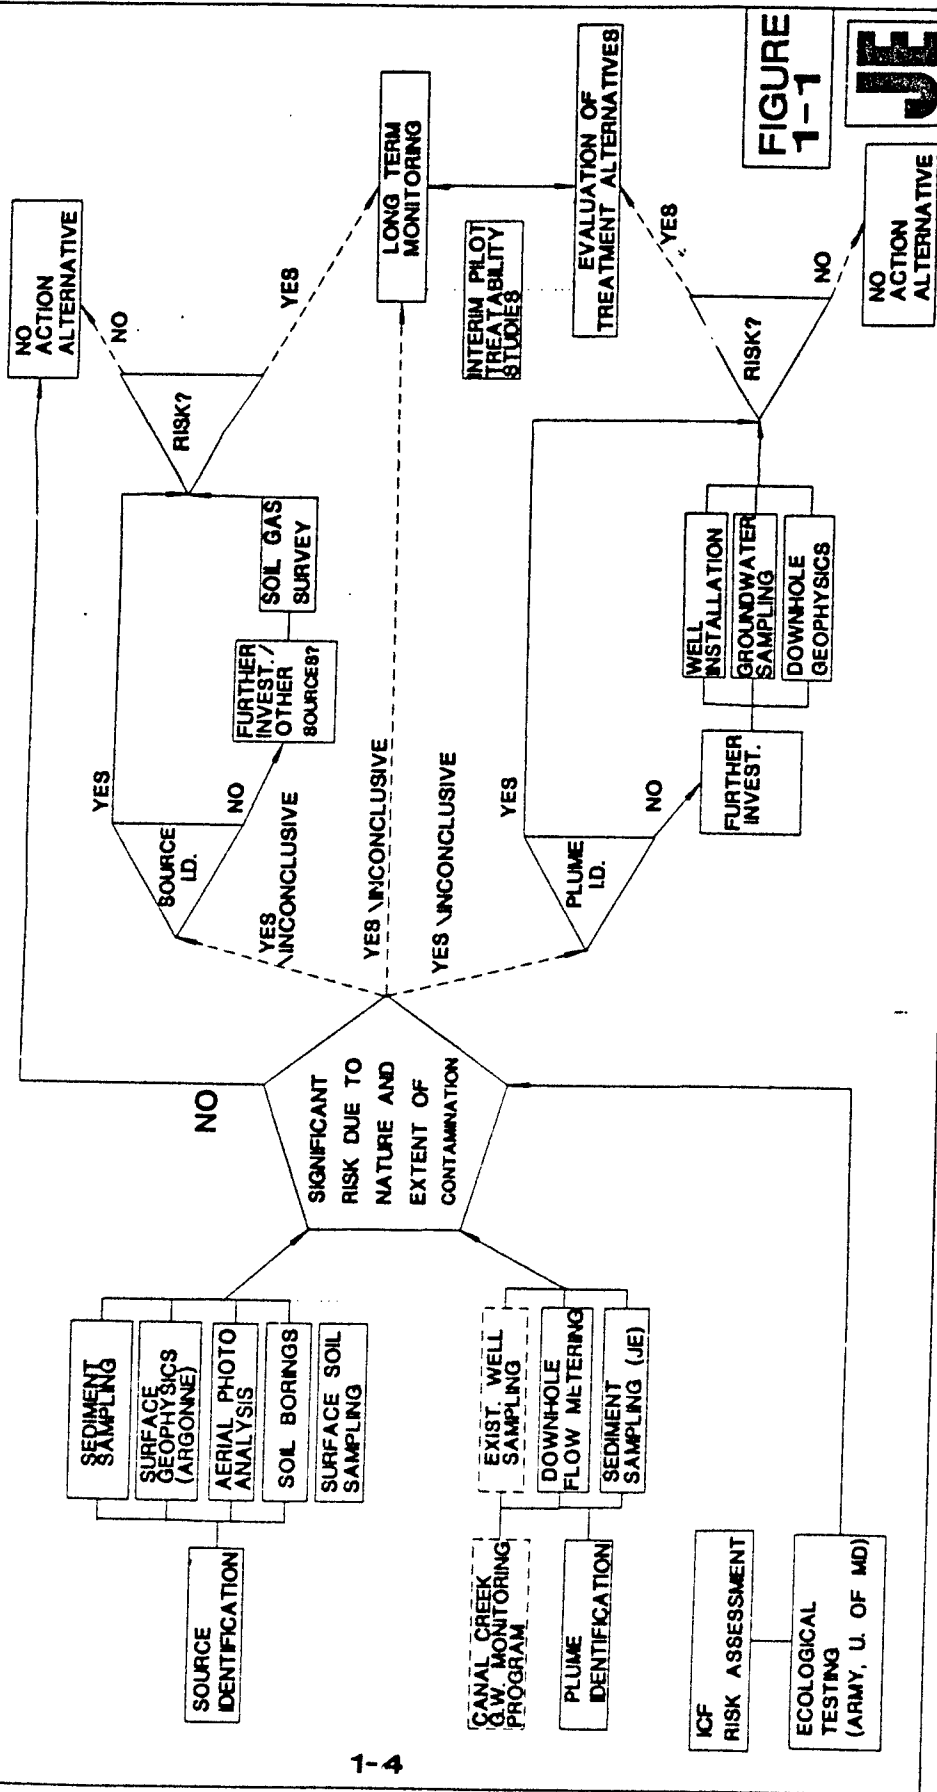 SOURCE
IDENTIFICATION
SEDIMENT
SAMPLING
SURFACE
GEOPHYSICS
(ARGONNE)
AERIAL PHOTO
ANALYSIS
SOIL BORINGS
SURFACE SOIL
SAMPLING
CANAL CREEK
G.W. MONITORING
PROGRAM
PLUME
IDENTIFICATION
EXIST. WELL
SAMPLING
DOWNHOLE
FLOW METERING
SEDIMENT
SAMPLING (JE)
ICF
RISK ASSESSMENT
ECOLOGICAL
TESTING
(ARMY, U. OF MD)
SIGNIFICANT
RISK DUE TO
NATURE AND
EXTENT OF
CONTAMINATION
NO
YES
\INCONCLUSIVE
YES \INCONCLUSIVE
YES \INCONCLUSIVE
SOURCE
I.D.
YES
NO
FURTHER
INVEST./
OTHER
SOURCES?
SOIL GAS
SURVEY
RISK?
NO
YES
NO
ACTION
ALTERNATIVE
LONG TERM
MONITORING
INTERIM PILOT
TREATABILITY
STUDIES
EVALUATION OF
TREATMENT ALTERNATIVES
PLUME
I.D.
YES
NO
FURTHER
INVEST.
WELL
INSTALLATION
GROUNDWATER
SAMPLING
DOWNHOLE
GEOPHYSICS
RISK?
YES
NO
NO
ACTION
ALTERNATIVE
FIGURE
1-1
JE
1-4